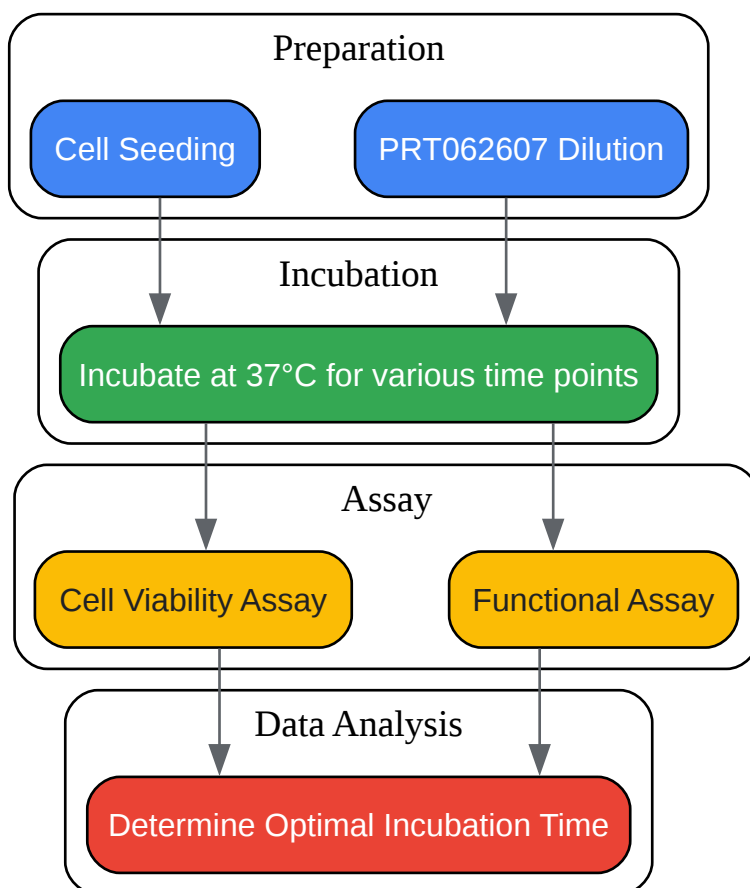 Preparation
Cell Seeding
PRT062607 Dilution
Incubation
Incubate at 37°C for various time points
Assay
Cell Viability Assay
Functional Assay
Data Analysis
Determine Optimal Incubation Time